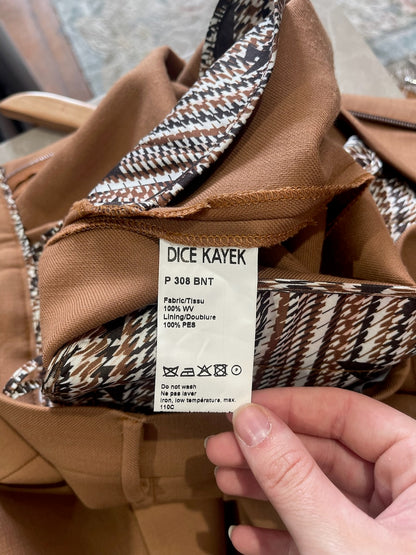 DICE KAYEK
P 308 BNT
Fabric/Tissu
100% WV
Lining/Doublure
100% PES
Do not wash
Ne pas laver
Iron, low température, max.
110C